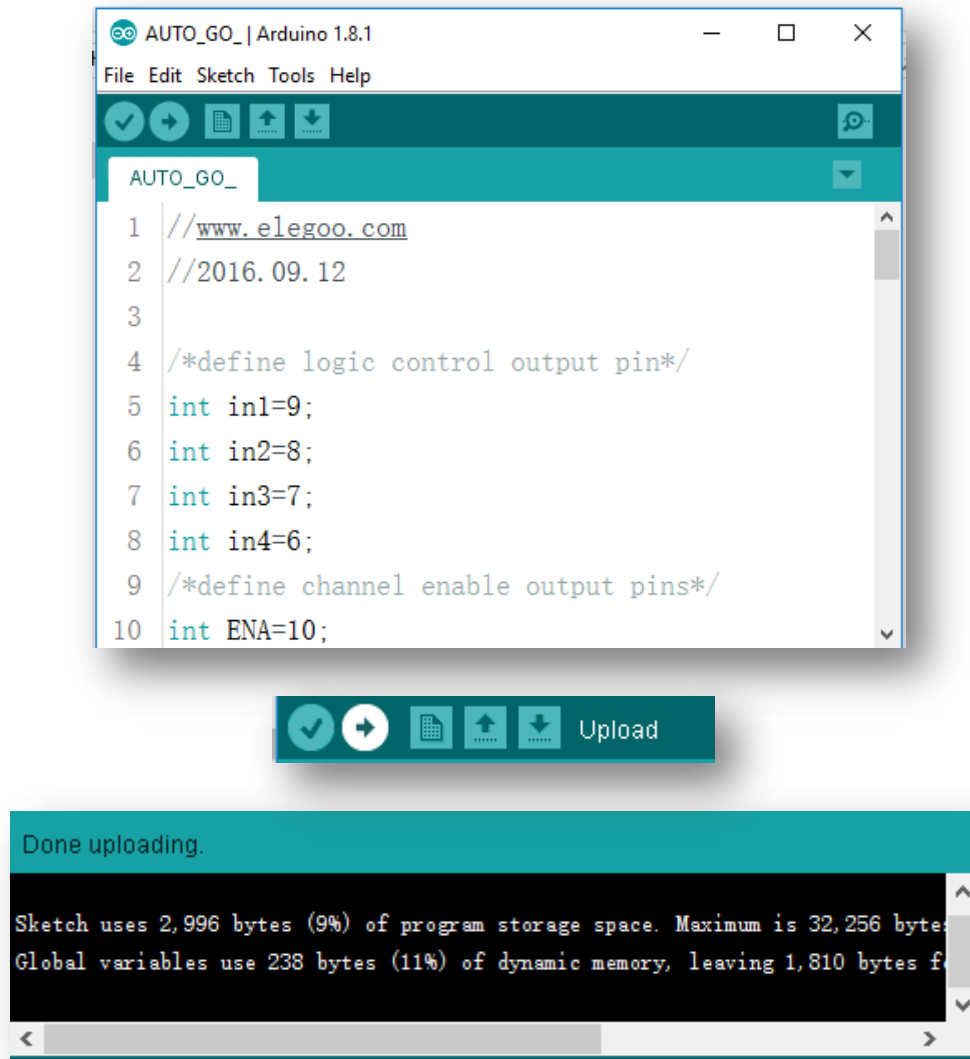 AUTO_GO_ | Arduino 1.8.1
File Edit Sketch Tools Help
AUTO_GO_
1 //www.elegoo.com
2 //2016.09.12
3
4 /*define logic control output pin*/
5 int in1=9;
6 int in2=8;
7 int in3=7;
8 int in4=6;
9 /*define channel enable output pins*/
10 int ENA=10;
Upload
Done uploading.
Sketch uses 2,996 bytes (9%) of program storage space. Maximum is 32,256 byte
Global variables use 238 bytes (11%) of dynamic memory, leaving 1,810 bytes f